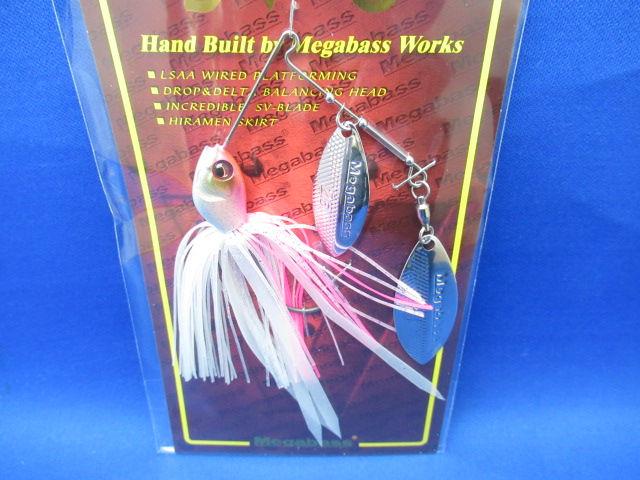 Hand Built by Megabass Works
■ LSAA WIRED PLATFORMING
■ DROP&DELTA BALANCING HEAD
■ INCREDIBLE SV-BLADE
■ HIRAMEN SKIRT
Megabass
Megabass
Megabass